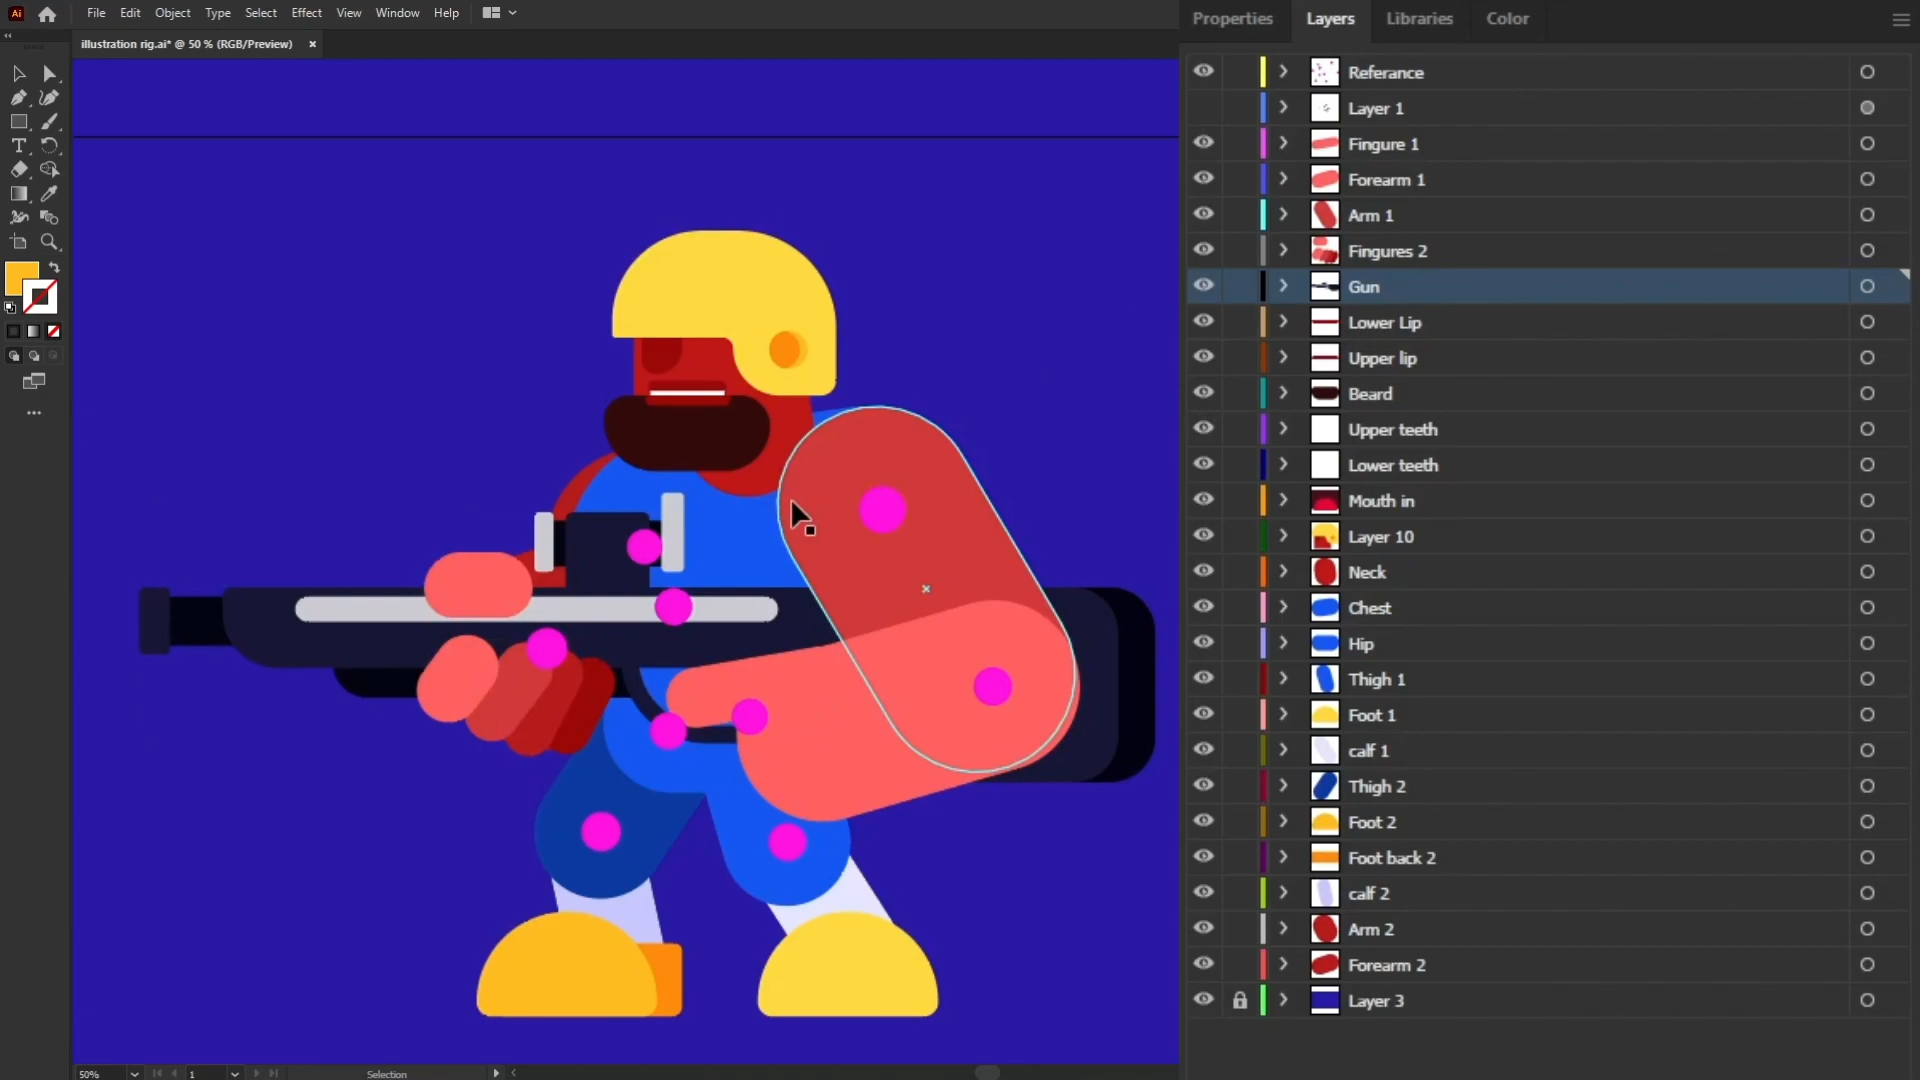 Ai File Edit Object Type Select Effect View Window Help
illustration rig.ai* @ 50 % (RGB/Preview) ×
Properties Layers Libraries Color
Referance
Layer 1
Fingure 1
Forearm 1
Arm 1
Fingures 2
Gun
Lower Lip
Upper lip
Beard
Upper teeth
Lower teeth
Mouth in
Layer 10
Neck
Chest
Hip
Thigh 1
Foot 1
calf 1
Thigh 2
Foot 2
Foot back 2
calf 2
Arm 2
Forearm 2
Layer 3
50% 1 Selection